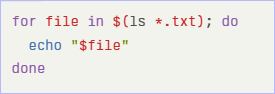 for file in $(ls *.txt); do
  echo "$file"
done